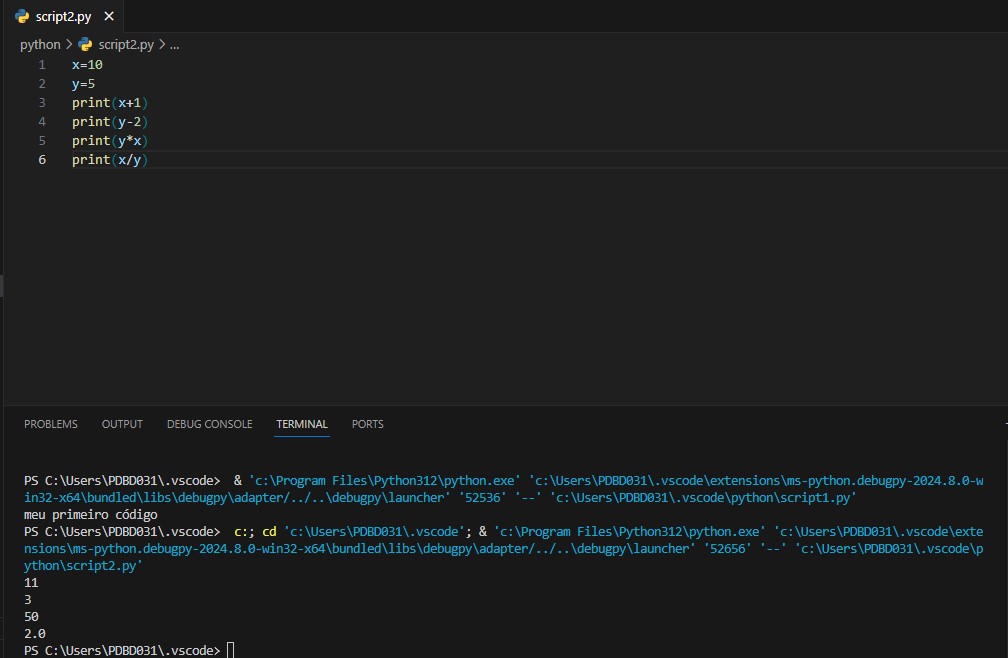 script2.py
python > script2.py > ...
1 x=10
2 y=5
3 print(x+1)
4 print(y-2)
5 print(y*x)
6 print(x/y)
PROBLEMS OUTPUT DEBUG CONSOLE TERMINAL PORTS
PS C:\Users\PDBD031\.vscode>  & 'c:\Program Files\Python312\python.exe' 'c:\Users\PDBD031\.vscode\extensions\ms-python.debugpy-2024.8.0-w
in32-x64\bundled\libs\debugpy\adapter/../..\debugpy\launcher' '52536' '--' 'c:\Users\PDBD031\.vscode\python\script1.py'
meu primeiro código
PS C:\Users\PDBD031\.vscode>  c:; cd 'c:\Users\PDBD031\.vscode'; & 'c:\Program Files\Python312\python.exe' 'c:\Users\PDBD031\.vscode\exte
nsions\ms-python.debugpy-2024.8.0-win32-x64\bundled\libs\debugpy\adapter/../..\debugpy\launcher' '52656' '--' 'c:\Users\PDBD031\.vscode\p
ython\script2.py'
11
3
50
2.0
PS C:\Users\PDBD031\.vscode>